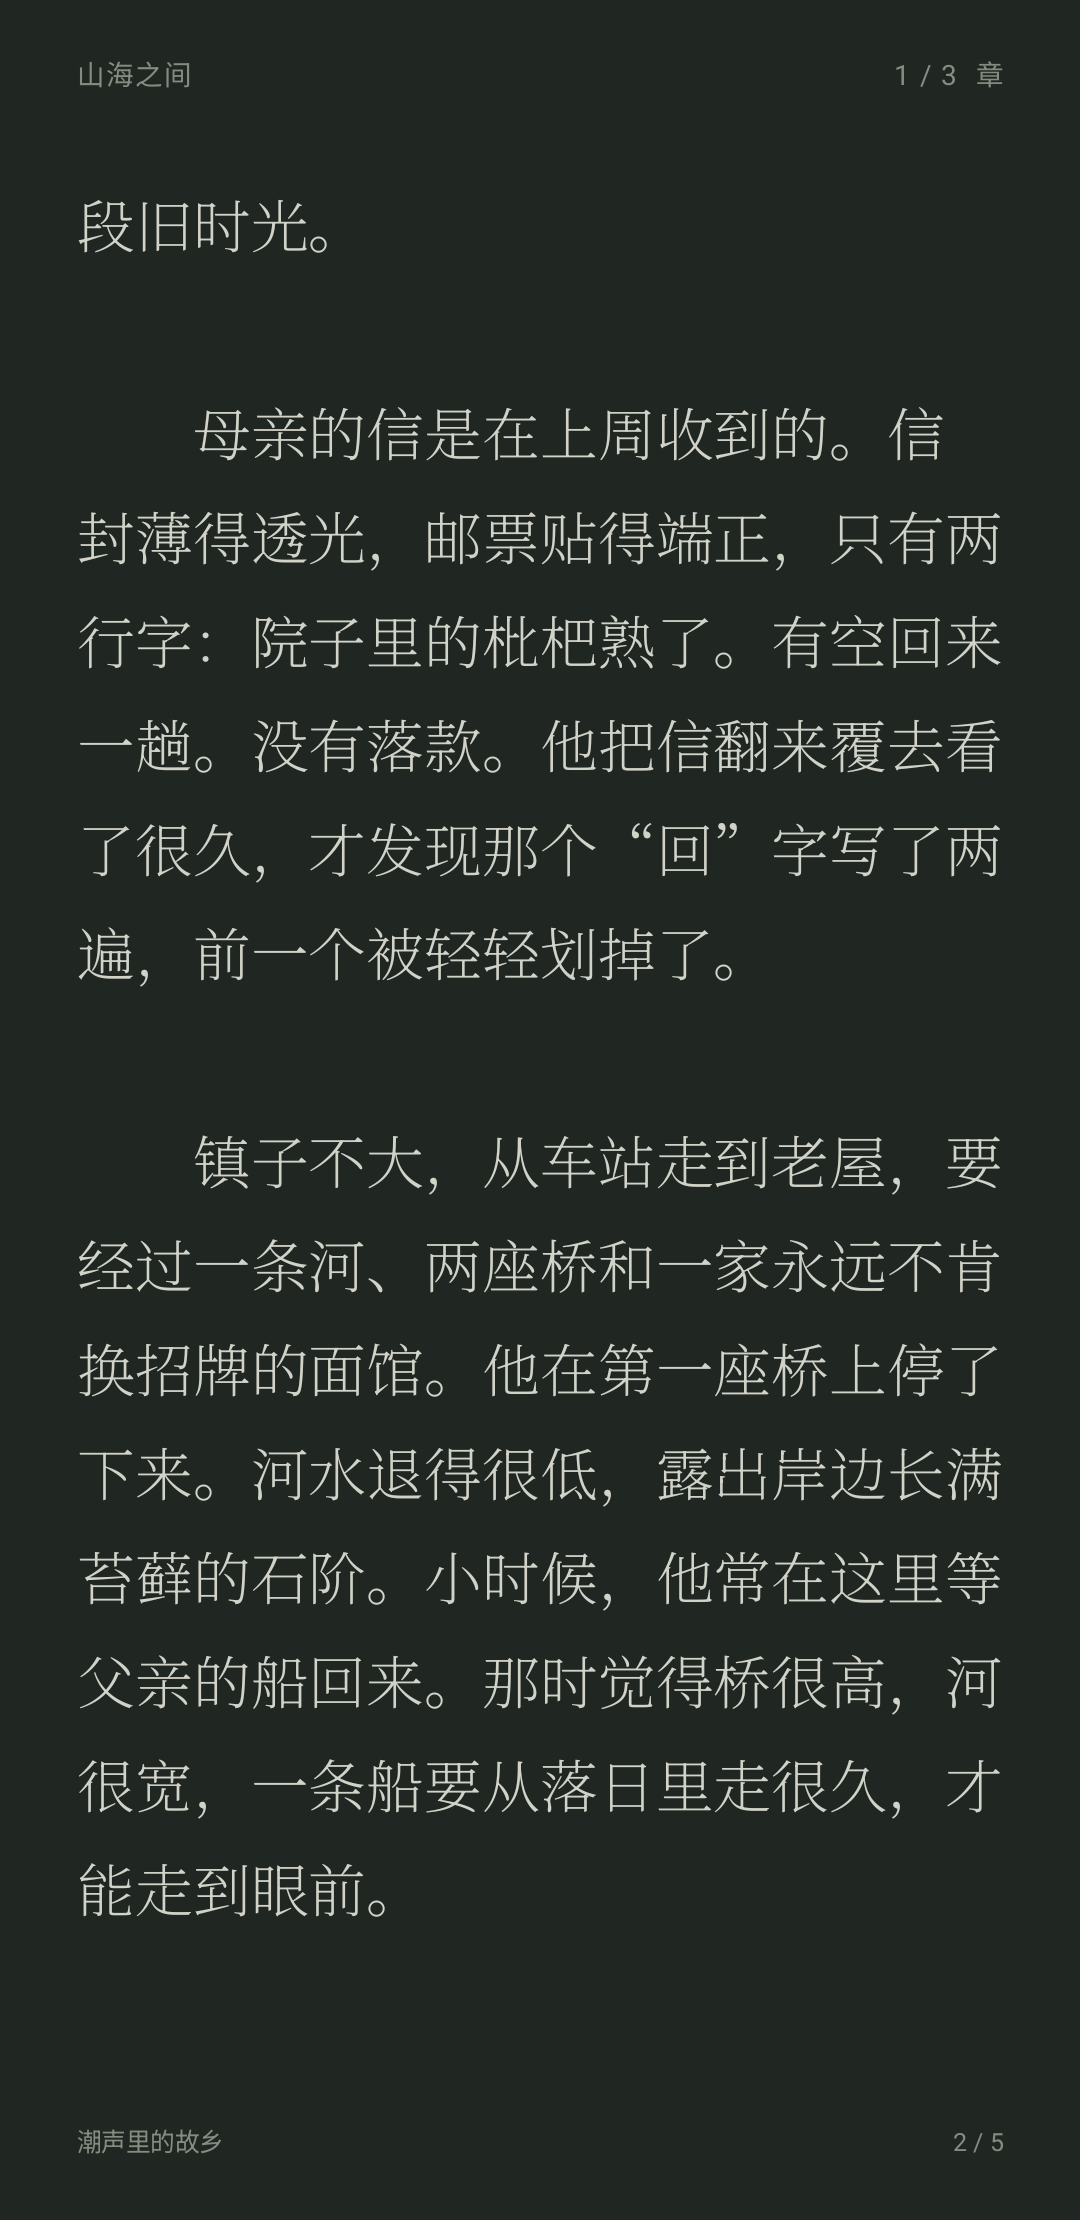 山海之间
1 / 3 章
段旧时光。
母亲的信是在上周收到的。信
封薄得透光，邮票贴得端正，只有两
行字：院子里的枇杷熟了。有空回来
一趟。没有落款。他把信翻来覆去看
了很久，才发现那个“回”字写了两
遍，前一个被轻轻划掉了。
镇子不大，从车站走到老屋，要
经过一条河、两座桥和一家永远不肯
换招牌的面馆。他在第一座桥上停了
下来。河水退得很低，露出岸边长满
苔藓的石阶。小时候，他常在这里等
父亲的船回来。那时觉得桥很高，河
很宽，一条船要从落日里走很久，才
能走到眼前。
潮声里的故乡
2 / 5